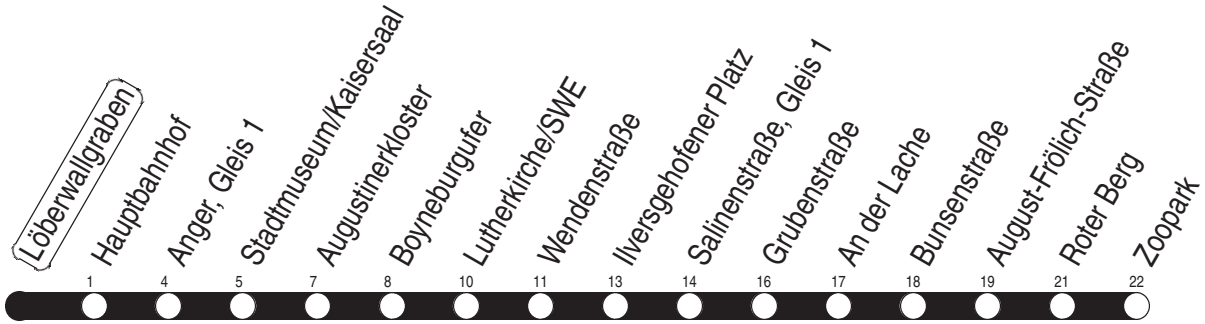 Löberwallgraben
Hauptbahnhof
Anger, Gleis 1
Stadtmuseum/Kaisersaal
Augustinerkloster
Boyneburgufer
Lutherkirche/SWE
Wendenstraße
Ilversgehofener Platz
Salinenstraße, Gleis 1
Grubenstraße
An der Lache
Bunsenstraße
August-Frölich-Straße
Roter Berg
Zoopark
1 4 5 7 8 10 11 13 14 16 17 18 19 21 22